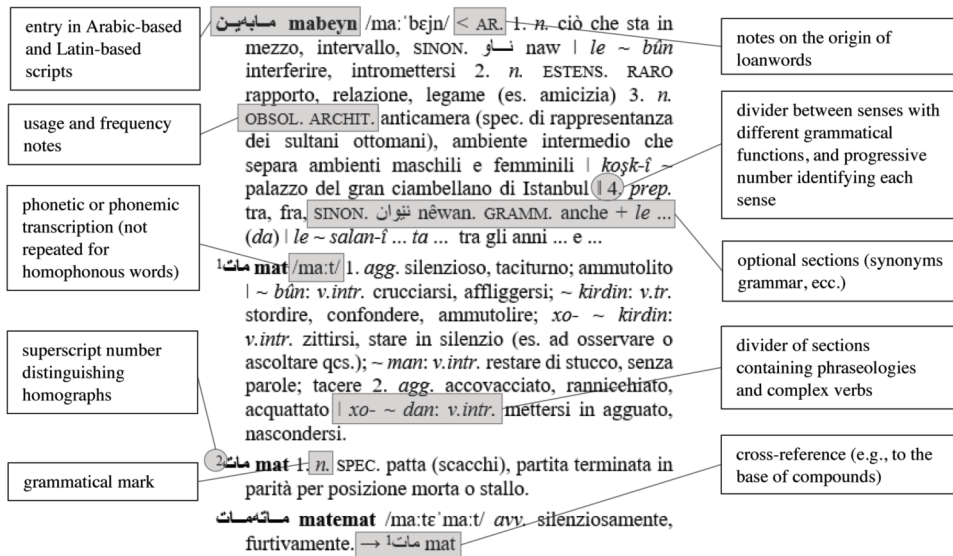 entry in Arabic-based
and Latin-based
scripts
usage and frequency
notes
phonetic or phonemic
transcription (not
repeated for
homophonous words)
superscript number
distinguishing
homographs
grammatical mark
مـابەیـن mabeyn /maːˈbɛjn/ < AR. 1. n. ciò che sta in
mezzo, intervallo, SINON. نـاو naw | le ~ bûn
interferire, intromettersi 2. n. ESTENS. RARO
rapporto, relazione, legame (es. amicizia) 3. n.
OBSOL. ARCHIT. anticamera (spec. di rappresentanza
dei sultani ottomani), ambiente intermedio che
separa ambienti maschili e femminili | koşk-î ~
palazzo del gran ciambellano di Istanbul ‖ 4. prep.
tra, fra, SINON. نێوان nêwan. GRAMM. anche + le ...
(da) | le ~ salan-î ... ta ... tra gli anni ... e ...
¹مات mat /maːt/ 1. agg. silenzioso, taciturno; ammutolito
| ~ bûn: v.intr. crucciarsi, affliggersi; ~ kirdin: v.tr.
stordire, confondere, ammutolire; xo- ~ kirdin:
v.intr. zittirsi, stare in silenzio (es. ad osservare o
ascoltare qcs.); ~ man: v.intr. restare di stucco, senza
parole; tacere 2. agg. accovacciato, rannicchiato,
acquattato | xo- ~ dan: v.intr. mettersi in agguato,
nascondersi.
²مات mat 1. n. SPEC. patta (scacchi), partita terminata in
parità per posizione morta o stallo.
مـاتەمـات matemat /maːtɛˈmaːt/ avv. silenziosamente,
furtivamente. → ¹مات mat
notes on the origin of
loanwords
divider between senses with
different grammatical
functions, and progressive
number identifying each
sense
optional sections (synonyms
grammar, ecc.)
divider of sections
containing phraseologies
and complex verbs
cross-reference (e.g., to the
base of compounds)